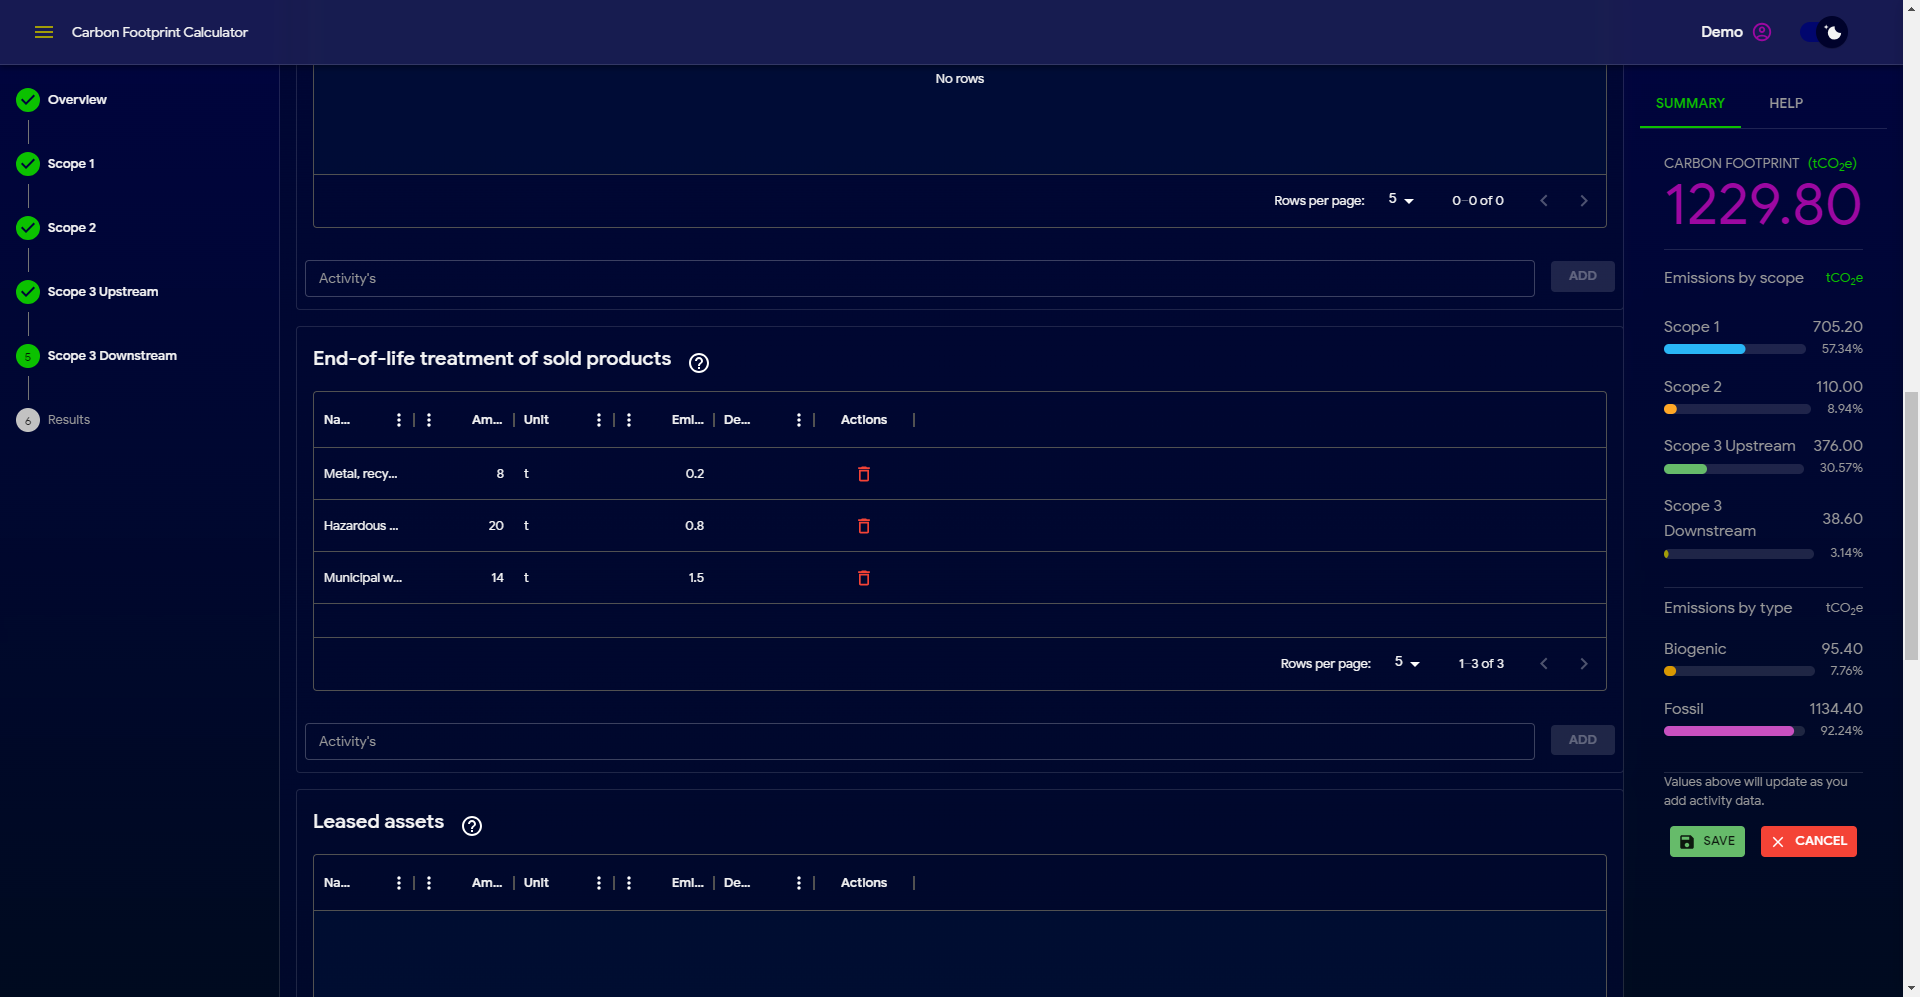 Carbon Footprint Calculator
Demo
Overview
Scope 1
Scope 2
Scope 3 Upstream
5 Scope 3 Downstream
6 Results
No rows
Rows per page: 5 0–0 of 0
Activity's ADD
End-of-life treatment of sold products
Na... Am... Unit Emi... De... Actions
Metal, recy... 8 t 0.2
Hazardous ... 20 t 0.8
Municipal w... 14 t 1.5
Rows per page: 5 1–3 of 3
Activity's ADD
Leased assets
Na... Am... Unit Emi... De... Actions
SUMMARY HELP
CARBON FOOTPRINT (tCO₂e)
1229.80
Emissions by scope tCO₂e
Scope 1 705.20
57.34%
Scope 2 110.00
8.94%
Scope 3 Upstream 376.00
30.57%
Scope 3
Downstream 38.60
3.14%
Emissions by type tCO₂e
Biogenic 95.40
7.76%
Fossil 1134.40
92.24%
Values above will update as you
add activity data.
SAVE CANCEL